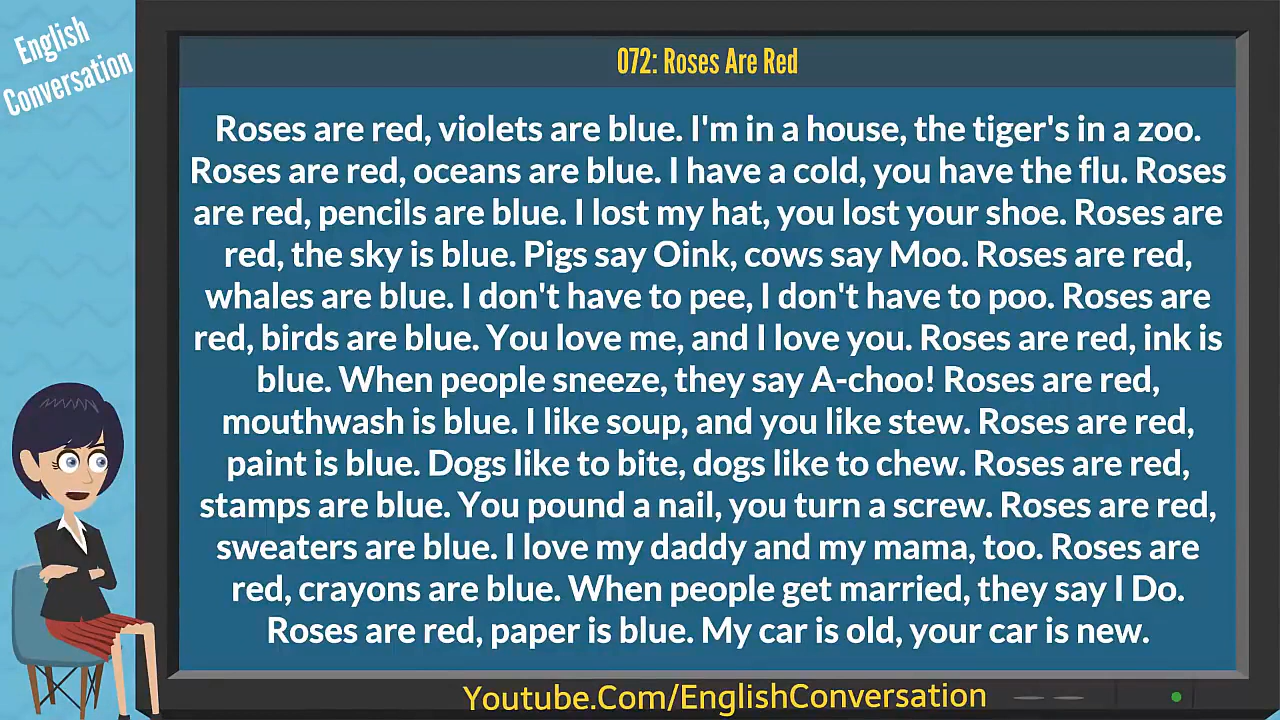 English
Conversation
072: Roses Are Red
Roses are red, violets are blue. I'm in a house, the tiger's in a zoo.
Roses are red, oceans are blue. I have a cold, you have the flu. Roses
are red, pencils are blue. I lost my hat, you lost your shoe. Roses are
red, the sky is blue. Pigs say Oink, cows say Moo. Roses are red,
whales are blue. I don't have to pee, I don't have to poo. Roses are
red, birds are blue. You love me, and I love you. Roses are red, ink is
blue. When people sneeze, they say A-choo! Roses are red,
mouthwash is blue. I like soup, and you like stew. Roses are red,
paint is blue. Dogs like to bite, dogs like to chew. Roses are red,
stamps are blue. You pound a nail, you turn a screw. Roses are red,
sweaters are blue. I love my daddy and my mama, too. Roses are
red, crayons are blue. When people get married, they say I Do.
Roses are red, paper is blue. My car is old, your car is new.
Youtube.Com/EnglishConversation